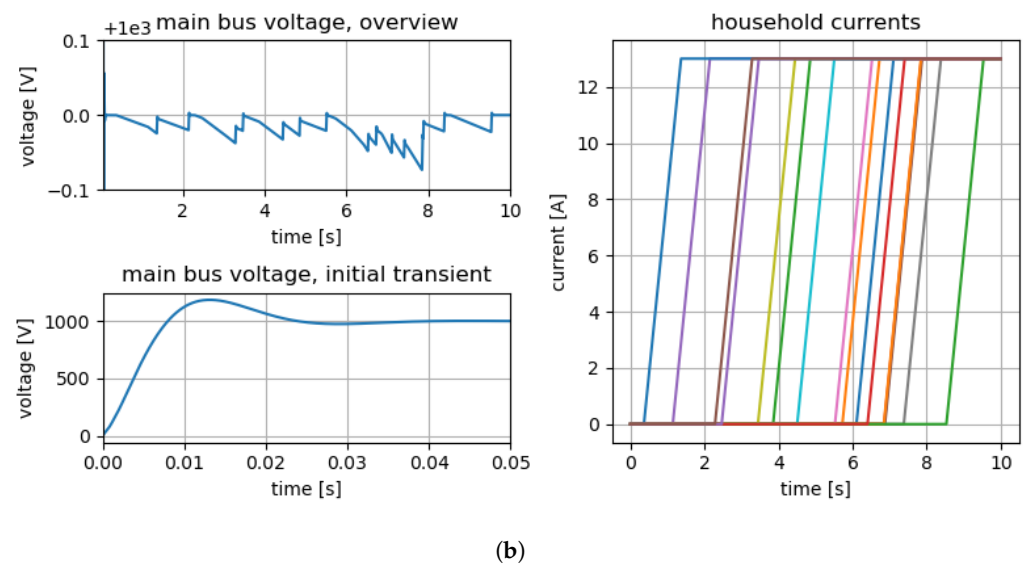 main bus voltage, overview
+1e3
0.1
0.0
−0.1
voltage [V]
2 4 6 8 10
time [s]
main bus voltage, initial transient
1000
500
0
voltage [V]
0.00 0.01 0.02 0.03 0.04 0.05
time [s]
household currents
12
10
8
6
4
2
0
current [A]
0 2 4 6 8 10
time [s]
(b)